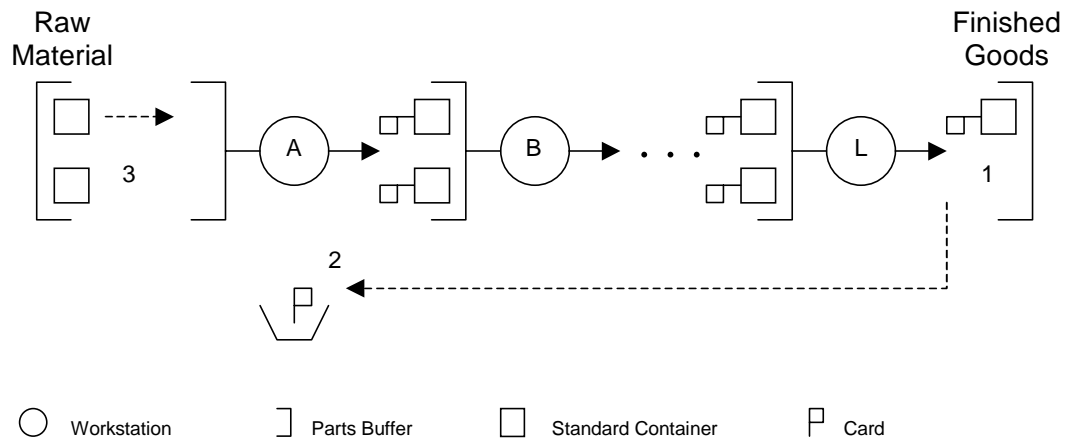 Raw
Material
Finished
Goods
A
B
. . .
L
3
1
2
Workstation
Parts Buffer
Standard Container
Card